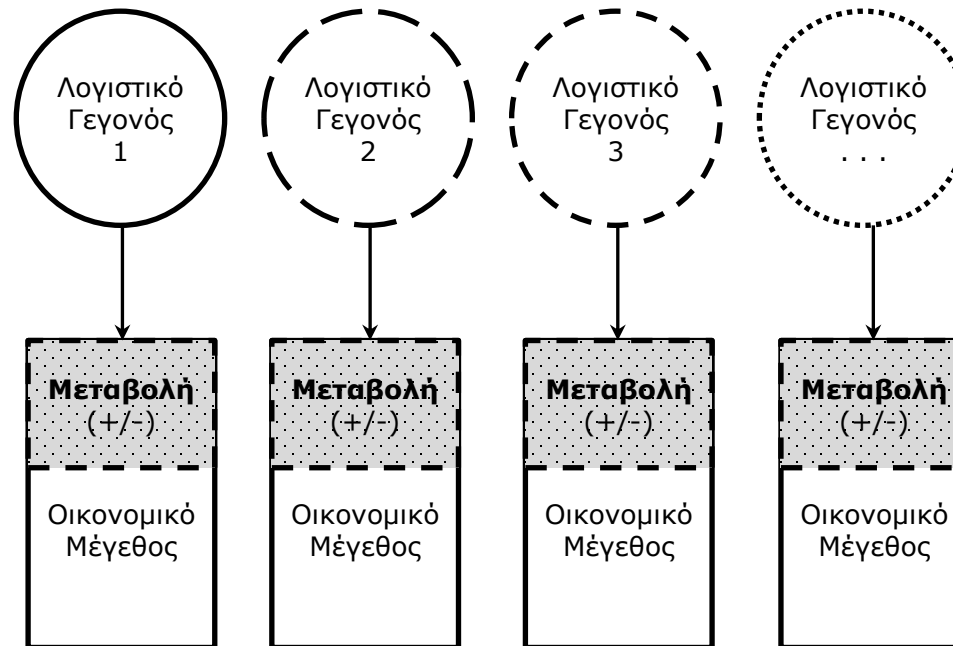 Λογιστικό
Γεγονός
1
Λογιστικό
Γεγονός
2
Λογιστικό
Γεγονός
3
Λογιστικό
Γεγονός
. . .
Μεταβολή
(+/-)
Μεταβολή
(+/-)
Μεταβολή
(+/-)
Μεταβολή
(+/-)
Οικονομικό
Μέγεθος
Οικονομικό
Μέγεθος
Οικονομικό
Μέγεθος
Οικονομικό
Μέγεθος